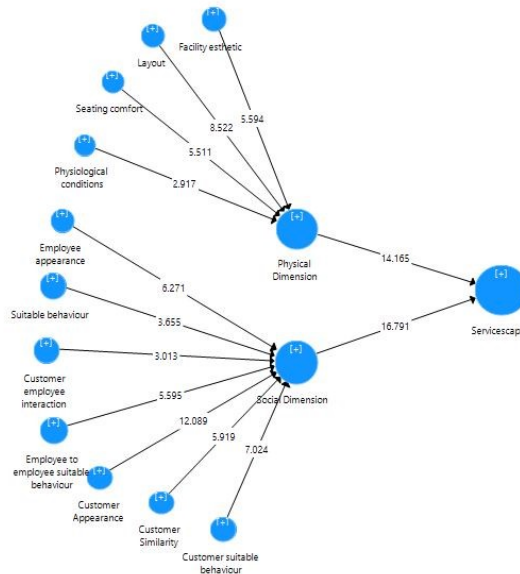 [+]
Facility esthetic
[+]
Layout
[+]
Seating comfort
[+]
Physiological
conditions
5.594
8.522
5.511
2.917
[+]
Physical
Dimension
14.165
[+]
Servicescap
16.791
[+]
Employee
appearance
[+]
Suitable behaviour
[+]
Customer
employee
interaction
[+]
Employee to
employee suitable
behaviour
[+]
Customer
Appearance
[+]
Customer
Similarity
[+]
Customer suitable
behaviour
6.271
3.655
3.013
5.595
12.089
5.919
7.024
[+]
Social Dimension